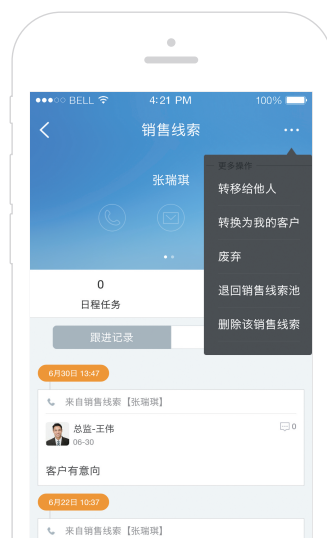 BELL 4:21 PM 100%
销售线索
张瑞琪
更多操作
转移给他人
转换为我的客户
废弃
退回销售线索池
删除该销售线索
0
日程任务
跟进记录
6月30日 13:47
来自销售线索【张瑞琪】
总监-王伟
0
06-30
客户有意向
6月22日 10:37
来自销售线索【张瑞琪】